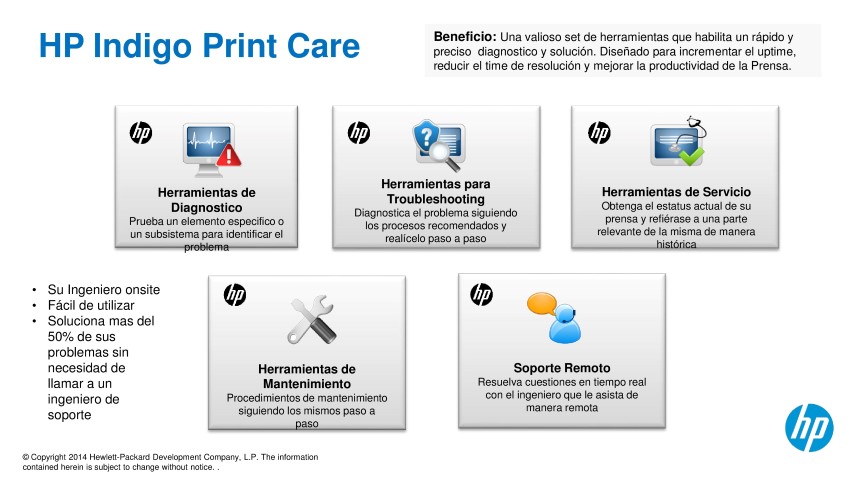 HP Indigo Print Care
Beneficio: Una valioso set de herramientas que habilita un rápido y
preciso diagnostico y solución. Diseñado para incrementar el uptime,
reducir el time de resolución y mejorar la productividad de la Prensa.
hp
Herramientas de
Diagnostico
Prueba un elemento especifico o
un subsistema para identificar el
problema
hp
Herramientas para
Troubleshooting
Diagnostica el problema siguiendo
los procesos recomendados y
realícelo paso a paso
hp
Herramientas de Servicio
Obtenga el estatus actual de su
prensa y refiérase a una parte
relevante de la misma de manera
histórica
• Su Ingeniero onsite
• Fácil de utilizar
• Soluciona mas del
50% de sus
problemas sin
necesidad de
llamar a un
ingeniero de
soporte
hp
Herramientas de
Mantenimiento
Procedimientos de mantenimiento
siguiendo los mismos paso a
paso
hp
Soporte Remoto
Resuelva cuestiones en tiempo real
con el ingeniero que le asista de
manera remota
hp
© Copyright 2014 Hewlett-Packard Development Company, L.P. The information
contained herein is subject to change without notice. .